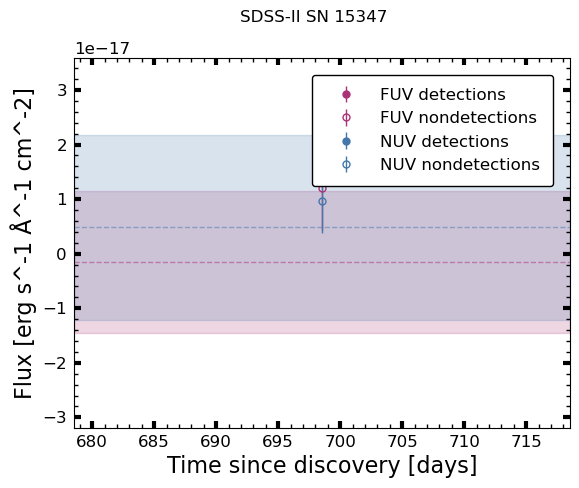 SDSS-II SN 15347
1e−17
3
2
1
0
−1
−2
−3
Flux [erg s^-1 Å^-1 cm^-2]
FUV detections
FUV nondetections
NUV detections
NUV nondetections
680 685 690 695 700 705 710 715
Time since discovery [days]